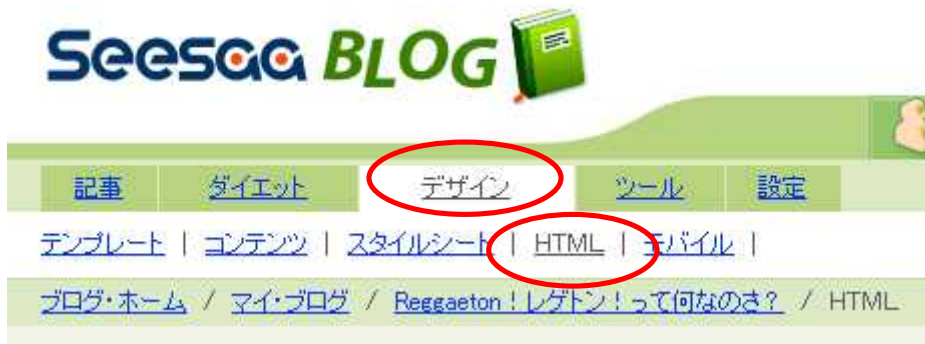 Seesaa BLOG
記事 ダイエット デザイン ツール 設定
テンプレート | コンテンツ | スタイルシート | HTML | モバイル |
ブログ・ホーム / マイ・ブログ / Reggaeton!レゲトン!って何なのさ? / HTML